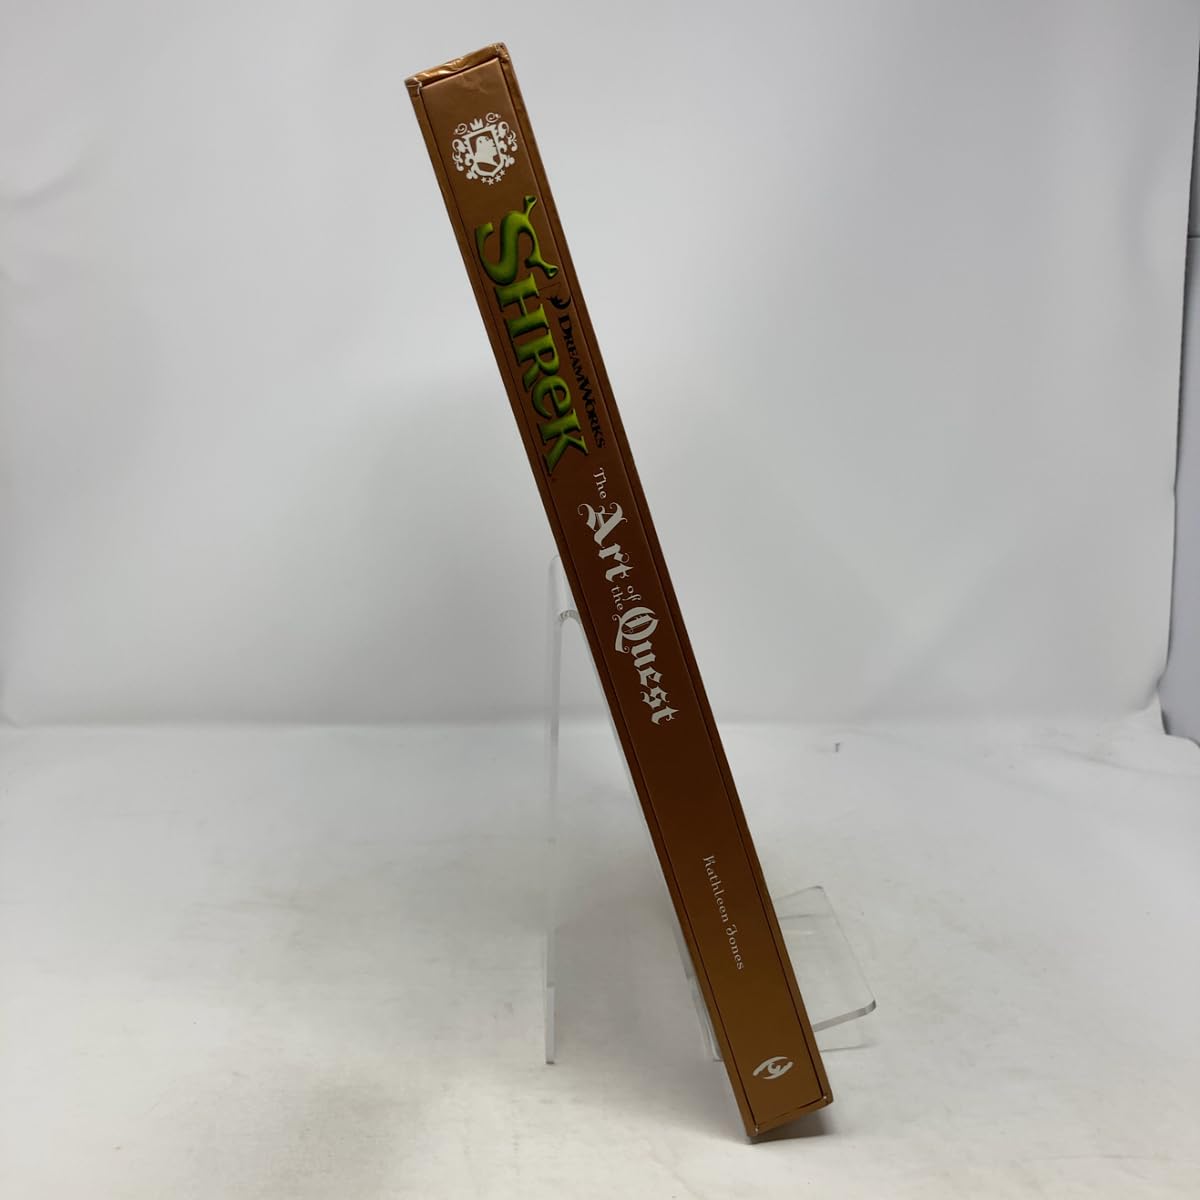 DREAMWORKS
SHREK
The Art of the Quest
Kathleen Jones